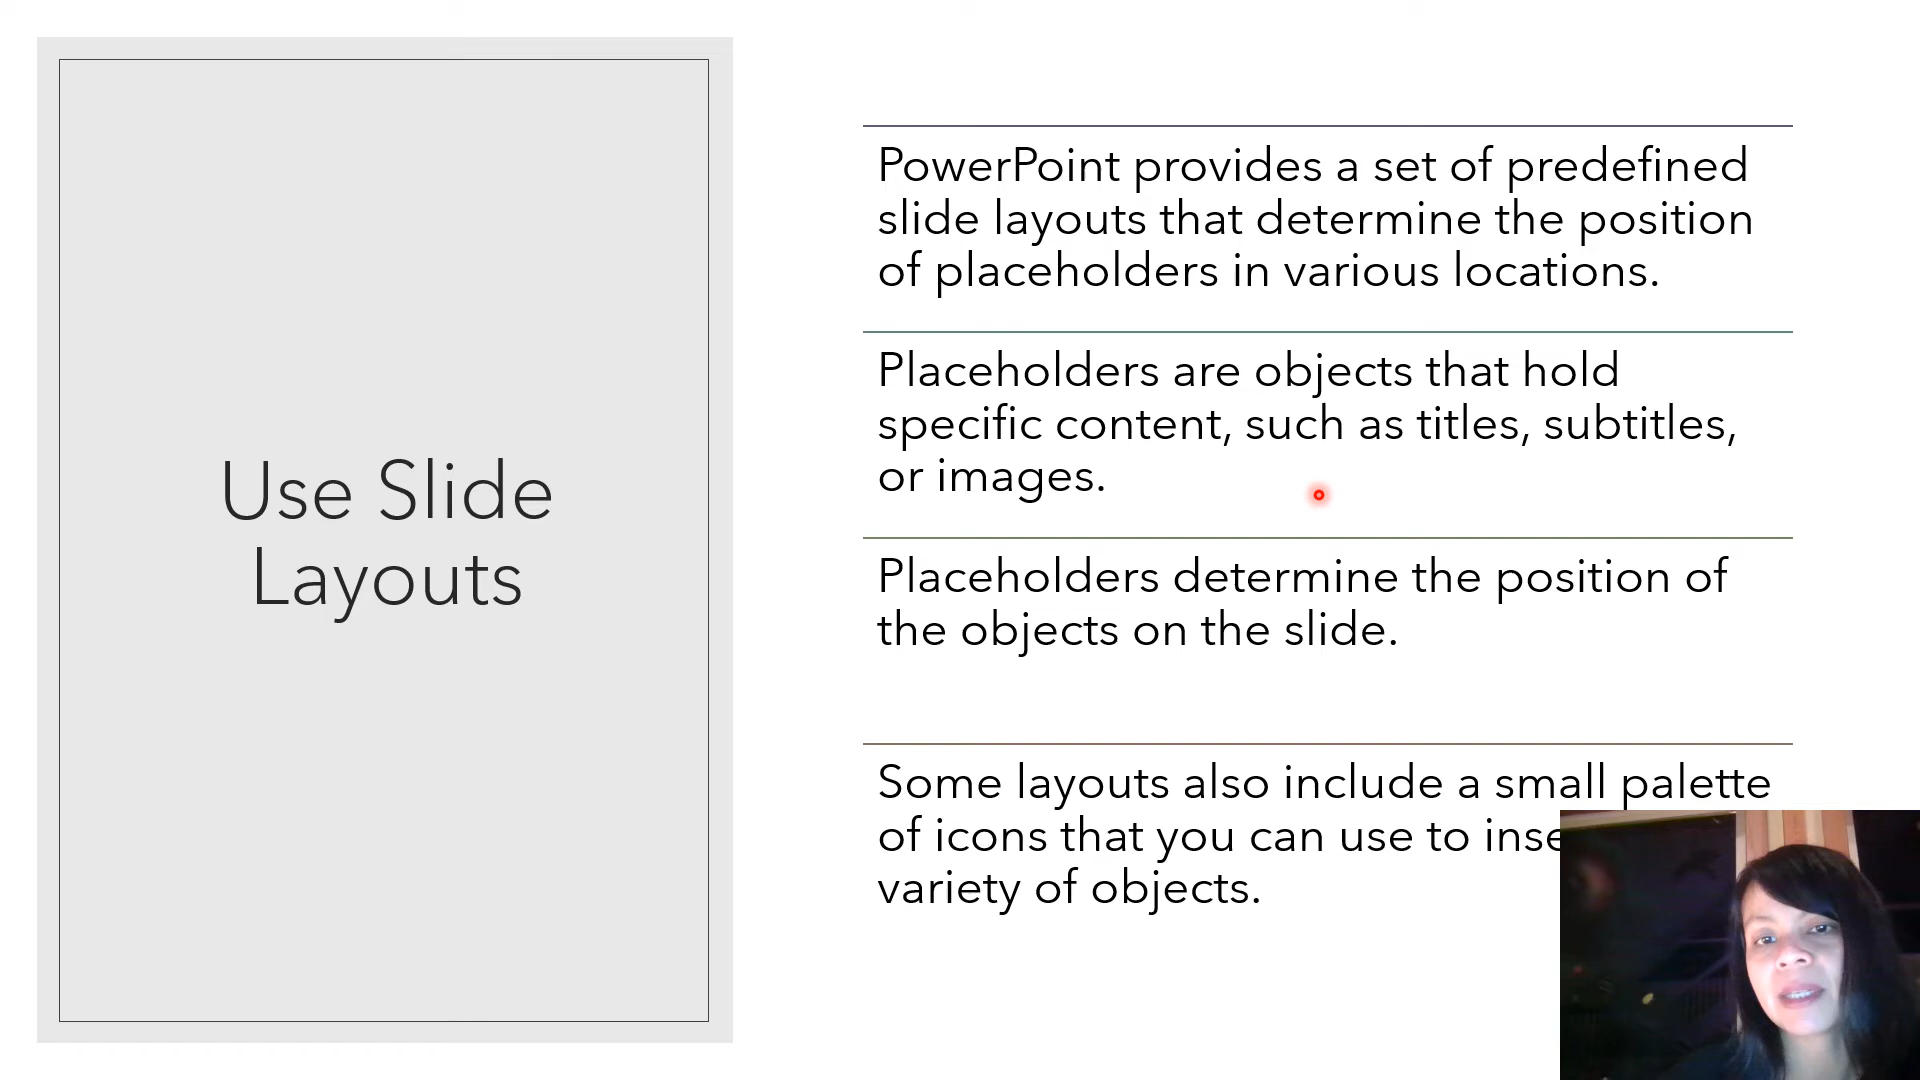 Use Slide
Layouts
PowerPoint provides a set of predefined
slide layouts that determine the position
of placeholders in various locations.
Placeholders are objects that hold
specific content, such as titles, subtitles,
or images.
Placeholders determine the position of
the objects on the slide.
Some layouts also include a small palette
of icons that you can use to
variety of objects.